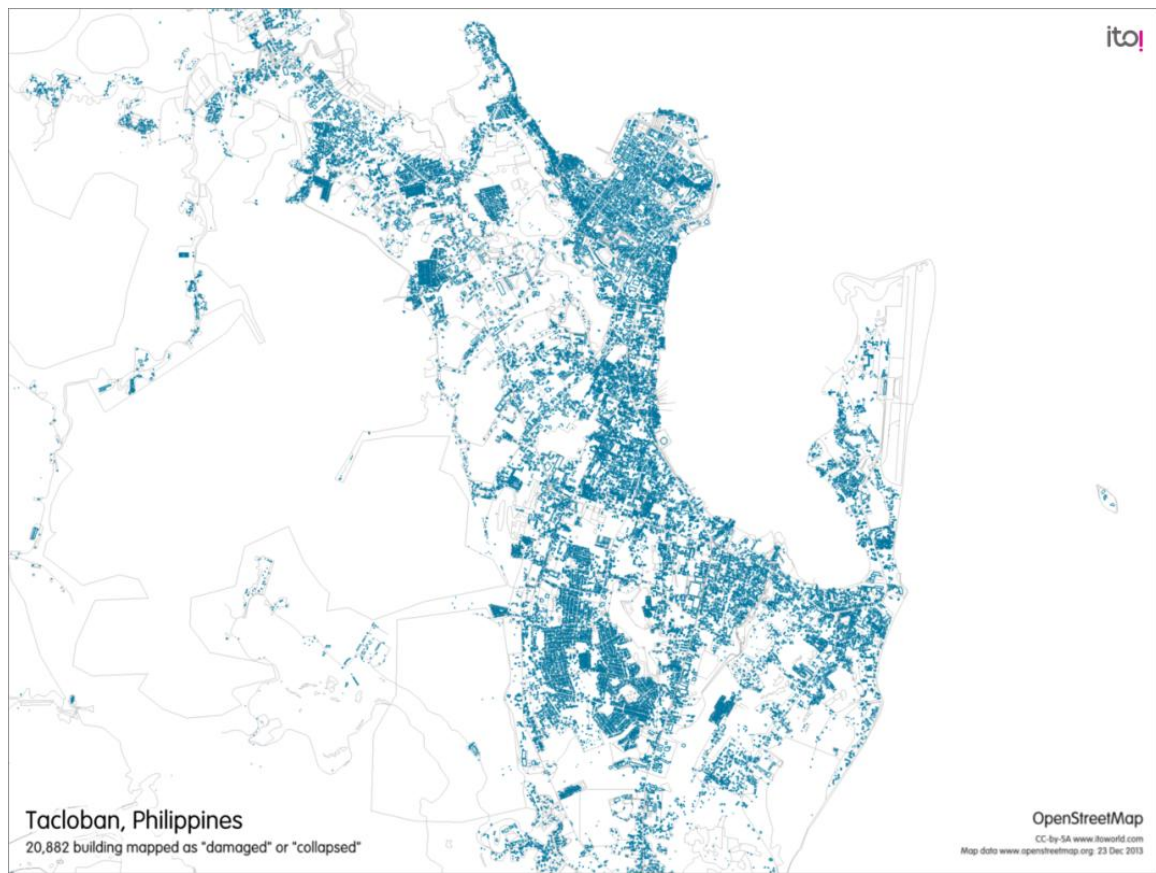 ito!
Tacloban, Philippines
20,882 building mapped as "damaged" or "collapsed"
OpenStreetMap
CC-by-SA www.itoworld.com
Map data www.openstreetmap.org 23 Dec 2013